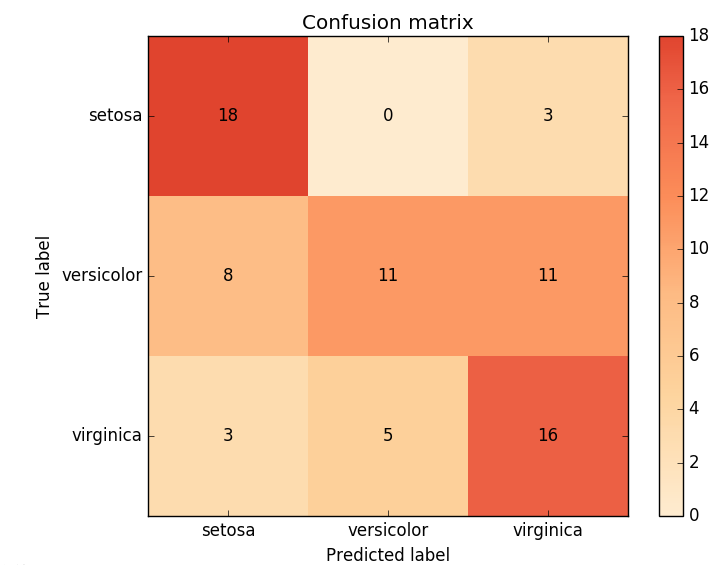 Confusion matrix
setosa 18 0 3
versicolor 8 11 11
virginica 3 5 16
setosa versicolor virginica
Predicted label
True label
18
16
14
12
10
8
6
4
2
0